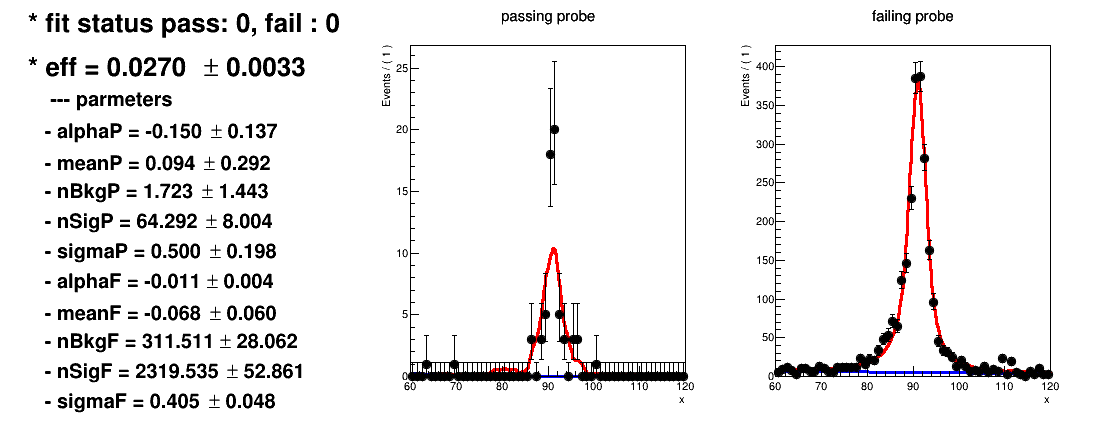 * fit status pass: 0, fail : 0
* eff = 0.0270 ± 0.0033
--- parmeters
- alphaP = -0.150 ± 0.137
- meanP = 0.094 ± 0.292
- nBkgP = 1.723 ± 1.443
- nSigP = 64.292 ± 8.004
- sigmaP = 0.500 ± 0.198
- alphaF = -0.011 ± 0.004
- meanF = -0.068 ± 0.060
- nBkgF = 311.511 ± 28.062
- nSigF = 2319.535 ± 52.861
- sigmaF = 0.405 ± 0.048
passing probe
Events / ( 1 )
25
20
15
10
5
0
60 70 80 90 100 110 120
x
failing probe
Events / ( 1 )
400
350
300
250
200
150
100
50
0
60 70 80 90 100 110 120
x